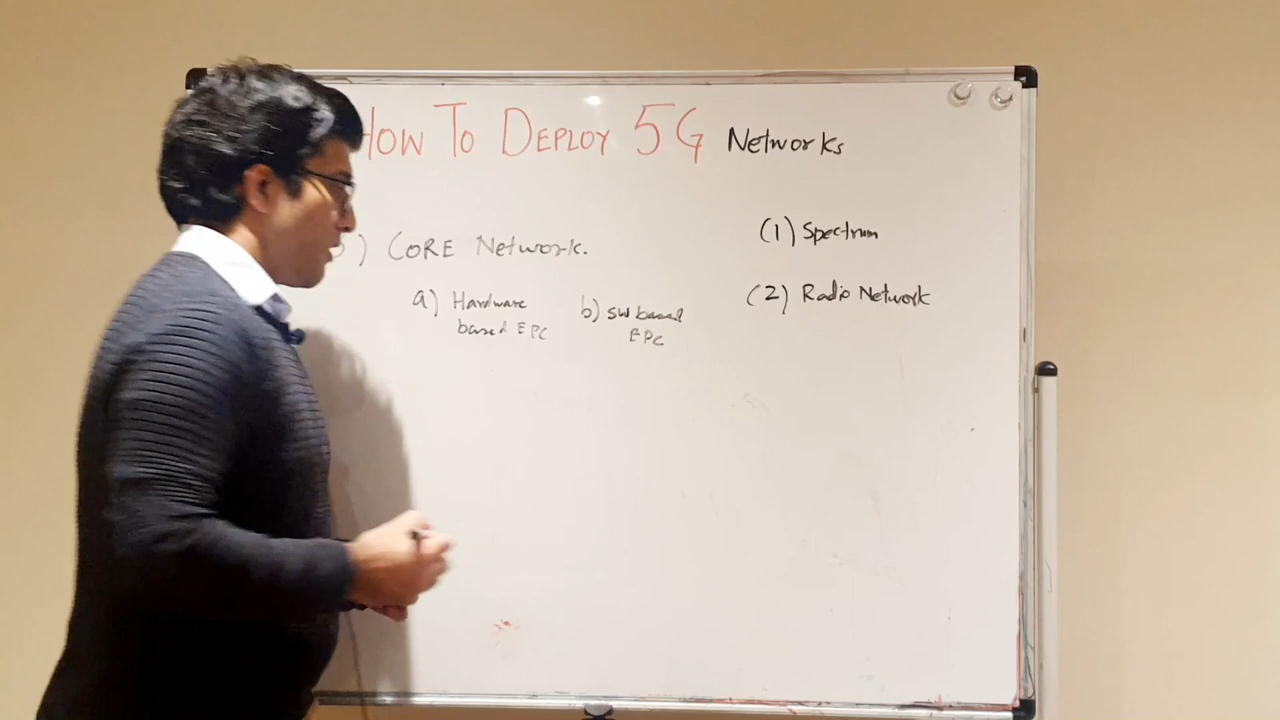 HOW TO DEPLOY 5G Networks
) CORE Network.
a) Hardware
based EPC
b) SW based
EPC
(1) Spectrum
(2) Radio Network